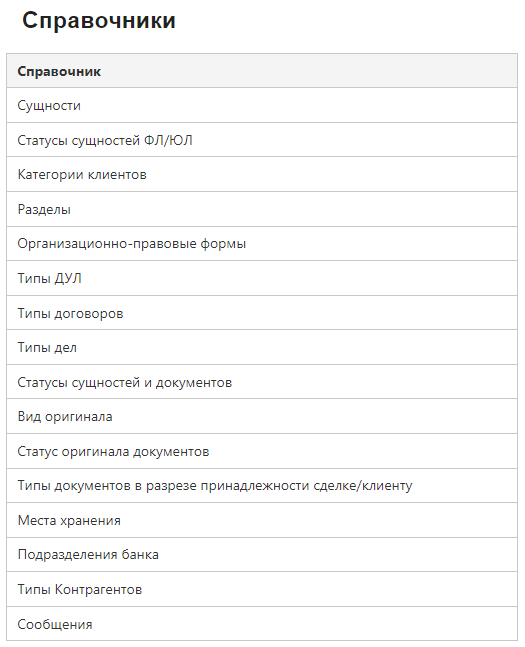 Справочники
Справочник
Сущности
Статусы сущностей ФЛ/ЮЛ
Категории клиентов
Разделы
Организационно-правовые формы
Типы ДУЛ
Типы договоров
Типы дел
Статусы сущностей и документов
Вид оригинала
Статус оригинала документов
Типы документов в разрезе принадлежности сделке/клиенту
Места хранения
Подразделения банка
Типы Контрагентов
Сообщения